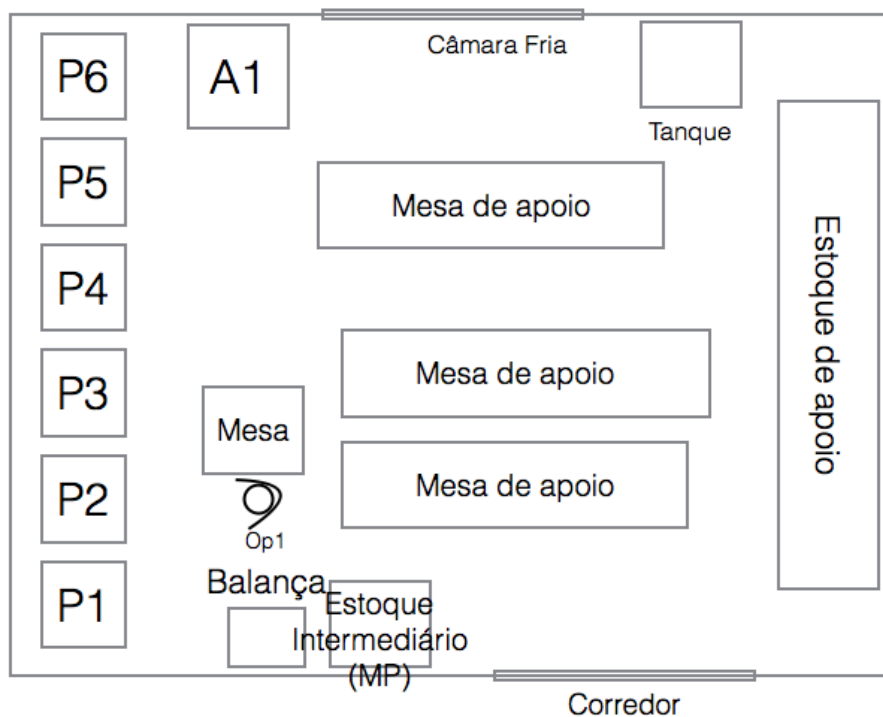 Câmara Fria
P6
A1
Tanque
P5
Mesa de apoio
P4
Estoque de apoio
Mesa de apoio
P3
Mesa
Mesa de apoio
P2
Op1
Balança
P1
Estoque
Intermediário
(MP)
Corredor